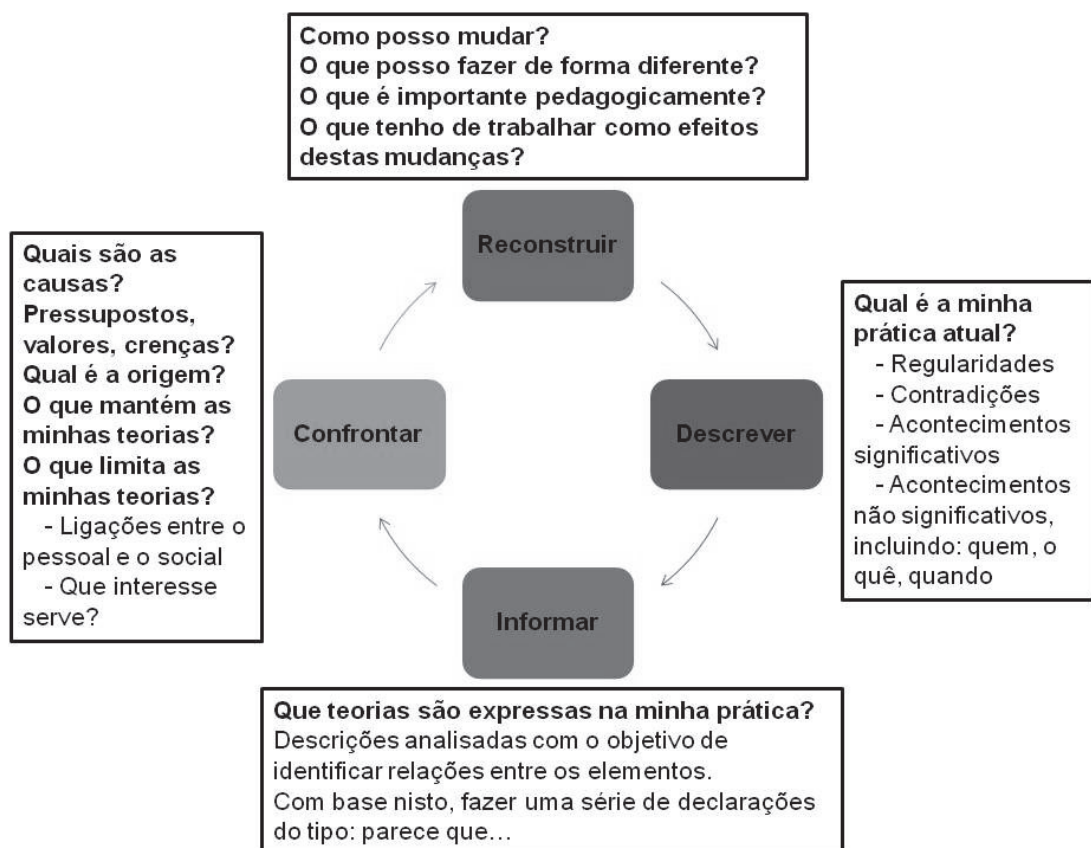 Como posso mudar?
O que posso fazer de forma diferente?
O que é importante pedagogicamente?
O que tenho de trabalhar como efeitos
destas mudanças?
Reconstruir
Quais são as
causas?
Pressupostos,
valores, crenças?
Qual é a origem?
O que mantém as
minhas teorias?
O que limita as
minhas teorias?
- Ligações entre o
pessoal e o social
- Que interesse
serve?
Confrontar
Descrever
Qual é a minha
prática atual?
- Regularidades
- Contradições
- Acontecimentos
significativos
- Acontecimentos
não significativos,
incluindo: quem, o
quê, quando
Informar
Que teorias são expressas na minha prática?
Descrições analisadas com o objetivo de
identificar relações entre os elementos.
Com base nisto, fazer uma série de declarações
do tipo: parece que…